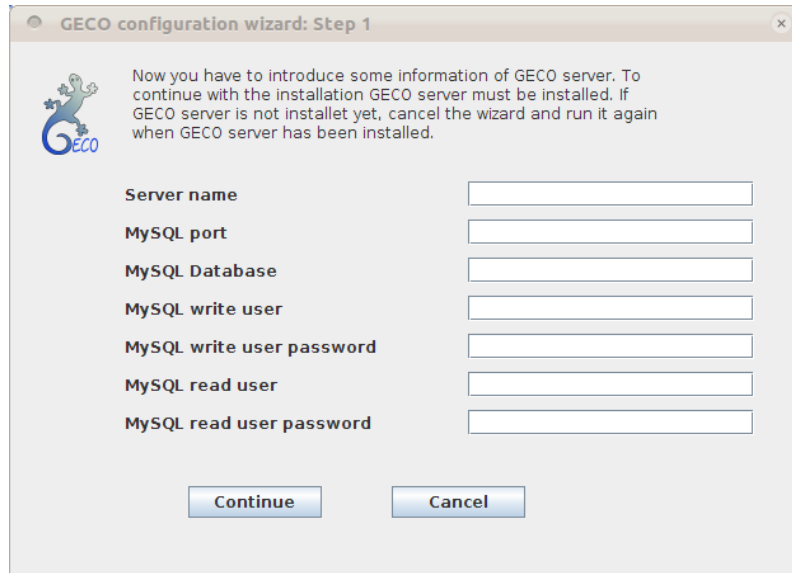 GECO configuration wizard: Step 1
Now you have to introduce some information of GECO server. To
continue with the installation GECO server must be installed. If
GECO server is not installet yet, cancel the wizard and run it again
when GECO server has been installed.
GECO
Server name
MySQL port
MySQL Database
MySQL write user
MySQL write user password
MySQL read user
MySQL read user password
Continue
Cancel